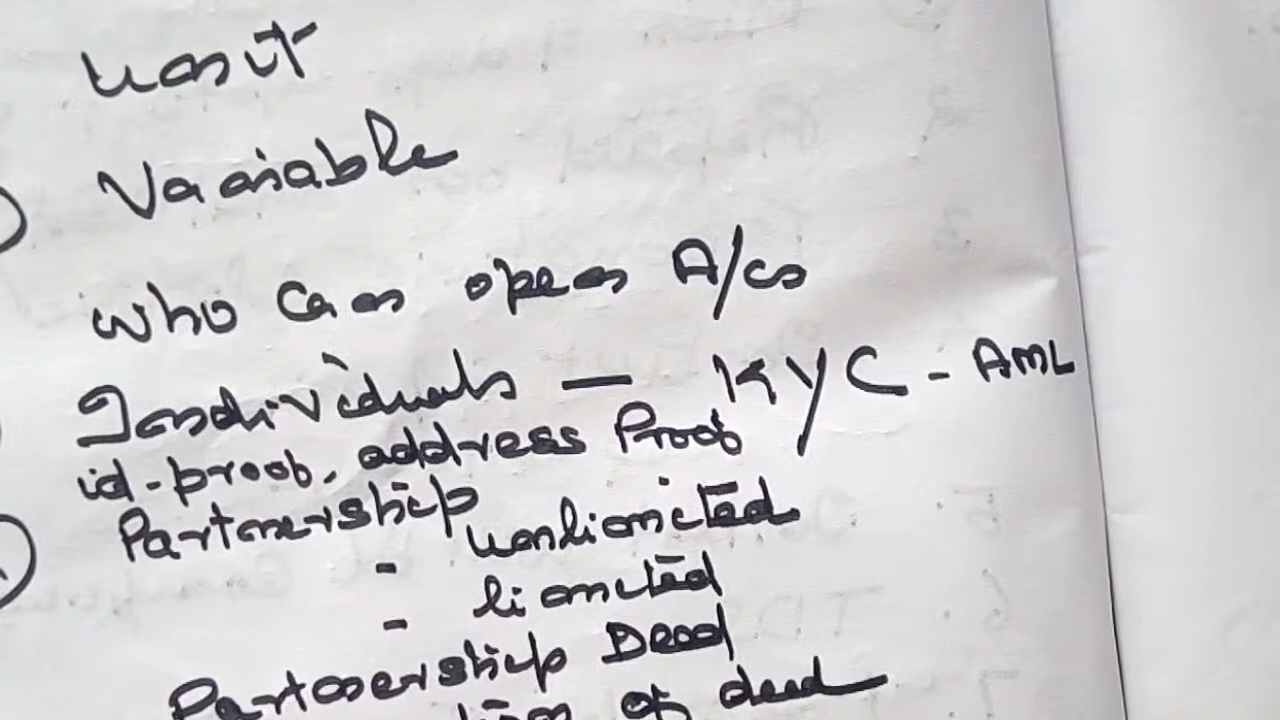 unit
Variable
Who Can open A/cs
Individuals — KYC - AML
id-proof, address Proof
Partnership
- unlimited
- limited
Partnership Deed
of deed